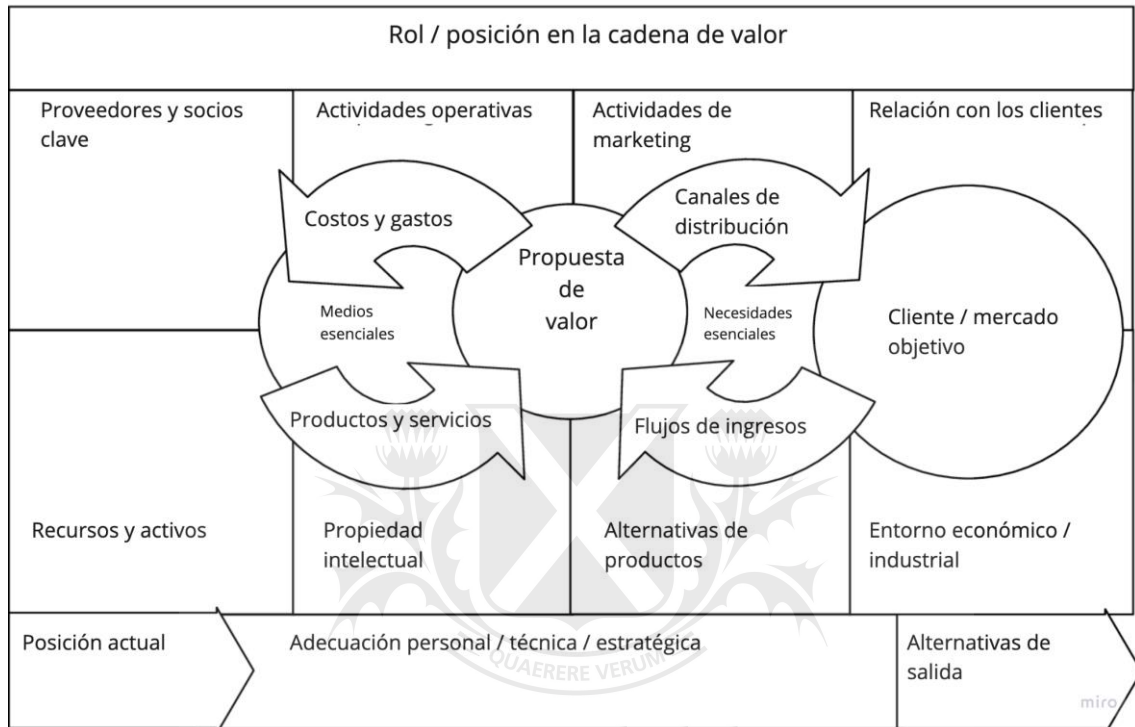 Rol / posición en la cadena de valor
Proveedores y socios
clave
Actividades operativas
Actividades de
marketing
Relación con los clientes
Costos y gastos
Canales de
distribución
Propuesta
de
valor
Medios
esenciales
Necesidades
esenciales
Cliente / mercado
objetivo
Productos y servicios
Flujos de ingresos
Recursos y activos
Propiedad
intelectual
Alternativas de
productos
Entorno económico /
industrial
Posición actual
Adecuación personal / técnica / estratégica
Alternativas de
salida
QUAERERE VERUM
miro